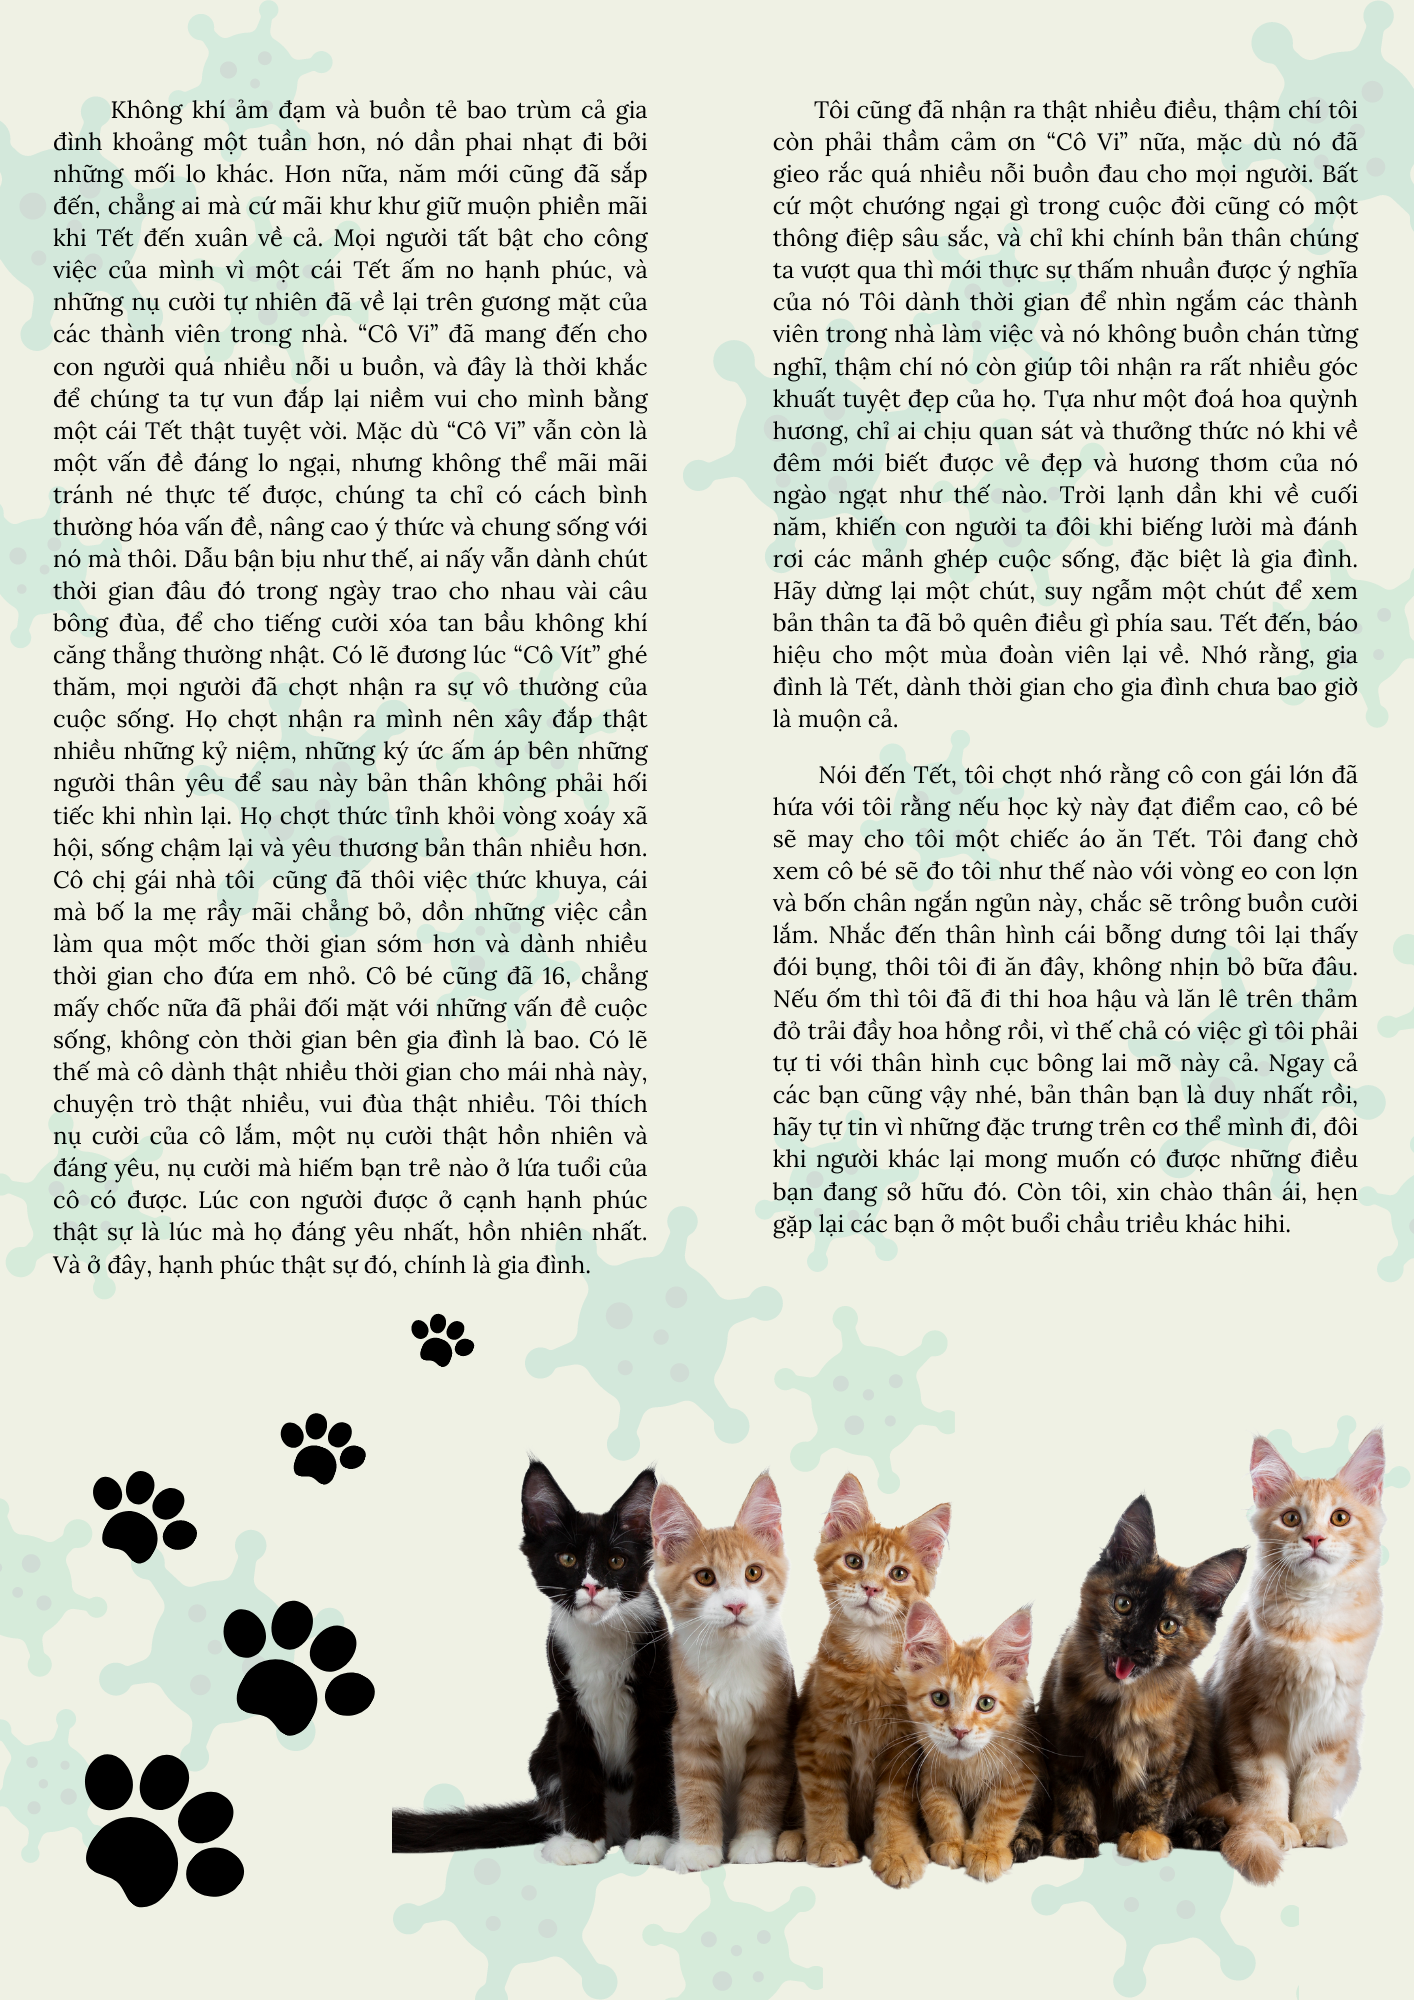 Không khí ảm đạm và buồn tẻ bao trùm cả gia
đình khoảng một tuần hơn, nó dần phai nhạt đi bởi
những mối lo khác. Hơn nữa, năm mới cũng đã sắp
đến, chẳng ai mà cứ mãi khư khư giữ muộn phiền mãi
khi Tết đến xuân về cả. Mọi người tất bật cho công
việc của mình vì một cái Tết ấm no hạnh phúc, và
những nụ cười tự nhiên đã về lại trên gương mặt của
các thành viên trong nhà. “Cô Vi” đã mang đến cho
con người quá nhiều nỗi u buồn, và đây là thời khắc
để chúng ta tự vun đắp lại niềm vui cho mình bằng
một cái Tết thật tuyệt vời. Mặc dù “Cô Vi” vẫn còn là
một vấn đề đáng lo ngại, nhưng không thể mãi mãi
tránh né thực tế được, chúng ta chỉ có cách bình
thường hóa vấn đề, nâng cao ý thức và chung sống với
nó mà thôi. Dẫu bận bịu như thế, ai nấy vẫn dành chút
thời gian đâu đó trong ngày trao cho nhau vài câu
bông đùa, để cho tiếng cười xóa tan bầu không khí
căng thẳng thường nhật. Có lẽ đương lúc “Cô Vít” ghé
thăm, mọi người đã chợt nhận ra sự vô thường của
cuộc sống. Họ chợt nhận ra mình nên xây đắp thật
nhiều những kỷ niệm, những ký ức ấm áp bên những
người thân yêu để sau này bản thân không phải hối
tiếc khi nhìn lại. Họ chợt thức tỉnh khỏi vòng xoáy xã
hội, sống chậm lại và yêu thương bản thân nhiều hơn.
Cô chị gái nhà tôi  cũng đã thôi việc thức khuya, cái
mà bố la mẹ rầy mãi chẳng bỏ, dồn những việc cần
làm qua một mốc thời gian sớm hơn và dành nhiều
thời gian cho đứa em nhỏ. Cô bé cũng đã 16, chẳng
mấy chốc nữa đã phải đối mặt với những vấn đề cuộc
sống, không còn thời gian bên gia đình là bao. Có lẽ
thế mà cô dành thật nhiều thời gian cho mái nhà này,
chuyện trò thật nhiều, vui đùa thật nhiều. Tôi thích
nụ cười của cô lắm, một nụ cười thật hồn nhiên và
đáng yêu, nụ cười mà hiếm bạn trẻ nào ở lứa tuổi của
cô có được. Lúc con người được ở cạnh hạnh phúc
thật sự là lúc mà họ đáng yêu nhất, hồn nhiên nhất.
Và ở đây, hạnh phúc thật sự đó, chính là gia đình.
Tôi cũng đã nhận ra thật nhiều điều, thậm chí tôi
còn phải thầm cảm ơn “Cô Vi” nữa, mặc dù nó đã
gieo rắc quá nhiều nỗi buồn đau cho mọi người. Bất
cứ một chướng ngại gì trong cuộc đời cũng có một
thông điệp sâu sắc, và chỉ khi chính bản thân chúng
ta vượt qua thì mới thực sự thấm nhuần được ý nghĩa
của nó Tôi dành thời gian để nhìn ngắm các thành
viên trong nhà làm việc và nó không buồn chán từng
nghĩ, thậm chí nó còn giúp tôi nhận ra rất nhiều góc
khuất tuyệt đẹp của họ. Tựa như một đoá hoa quỳnh
hương, chỉ ai chịu quan sát và thưởng thức nó khi về
đêm mới biết được vẻ đẹp và hương thơm của nó
ngào ngạt như thế nào. Trời lạnh dần khi về cuối
năm, khiến con người ta đôi khi biếng lười mà đánh
rơi các mảnh ghép cuộc sống, đặc biệt là gia đình.
Hãy dừng lại một chút, suy ngẫm một chút để xem
bản thân ta đã bỏ quên điều gì phía sau. Tết đến, báo
hiệu cho một mùa đoàn viên lại về. Nhớ rằng, gia
đình là Tết, dành thời gian cho gia đình chưa bao giờ
là muộn cả.
Nói đến Tết, tôi chợt nhớ rằng cô con gái lớn đã
hứa với tôi rằng nếu học kỳ này đạt điểm cao, cô bé
sẽ may cho tôi một chiếc áo ăn Tết. Tôi đang chờ
xem cô bé sẽ đo tôi như thế nào với vòng eo con lợn
và bốn chân ngắn ngủn này, chắc sẽ trông buồn cười
lắm. Nhắc đến thân hình cái bỗng dưng tôi lại thấy
đói bụng, thôi tôi đi ăn đây, không nhịn bỏ bữa đâu.
Nếu ốm thì tôi đã đi thi hoa hậu và lăn lê trên thảm
đỏ trải đầy hoa hồng rồi, vì thế chả có việc gì tôi phải
tự ti với thân hình cục bông lai mỡ này cả. Ngay cả
các bạn cũng vậy nhé, bản thân bạn là duy nhất rồi,
hãy tự tin vì những đặc trưng trên cơ thể mình đi, đôi
khi người khác lại mong muốn có được những điều
bạn đang sở hữu đó. Còn tôi, xin chào thân ái, hẹn
gặp lại các bạn ở một buổi chầu triều khác hihi.